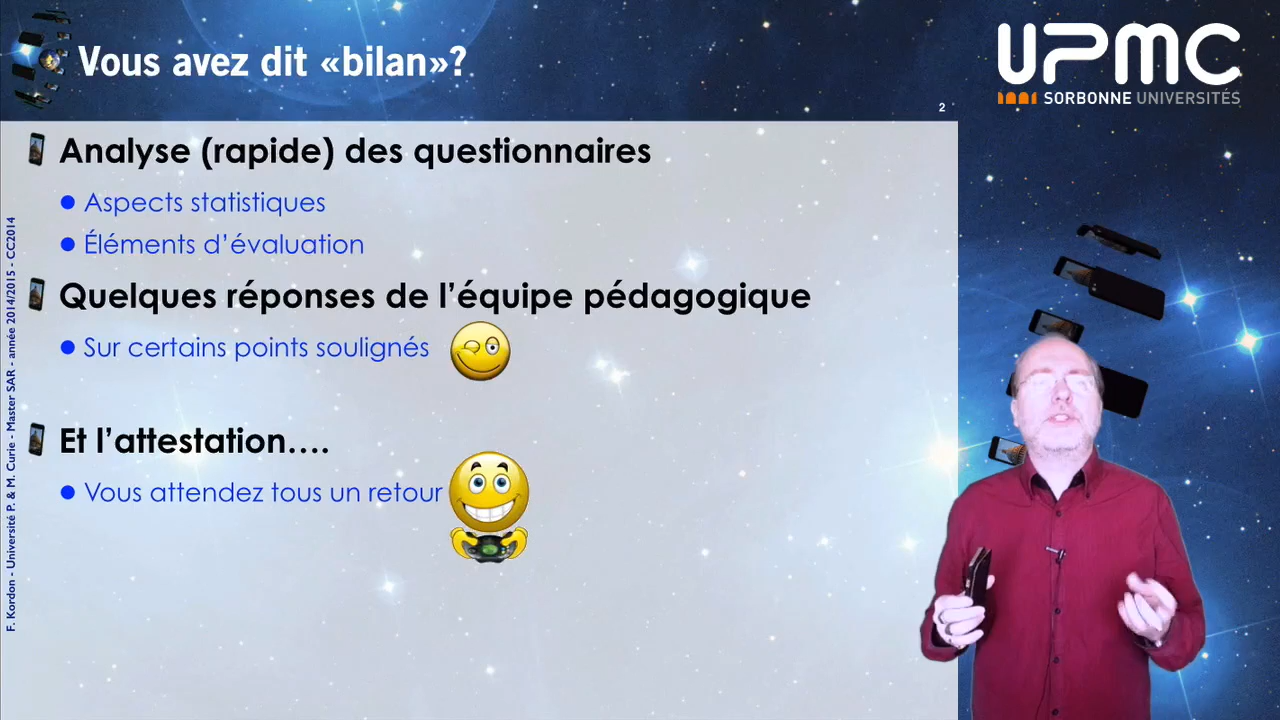 Vous avez dit «bilan»?
UPMC
SORBONNE UNIVERSITÉS
2
Analyse (rapide) des questionnaires
Aspects statistiques
Éléments d’évaluation
Quelques réponses de l’équipe pédagogique
Sur certains points soulignés
Et l’attestation....
Vous attendez tous un retour
F. Kordon - Université P. & M. Curie - Master SAR - année 2014/2015 - CC2014